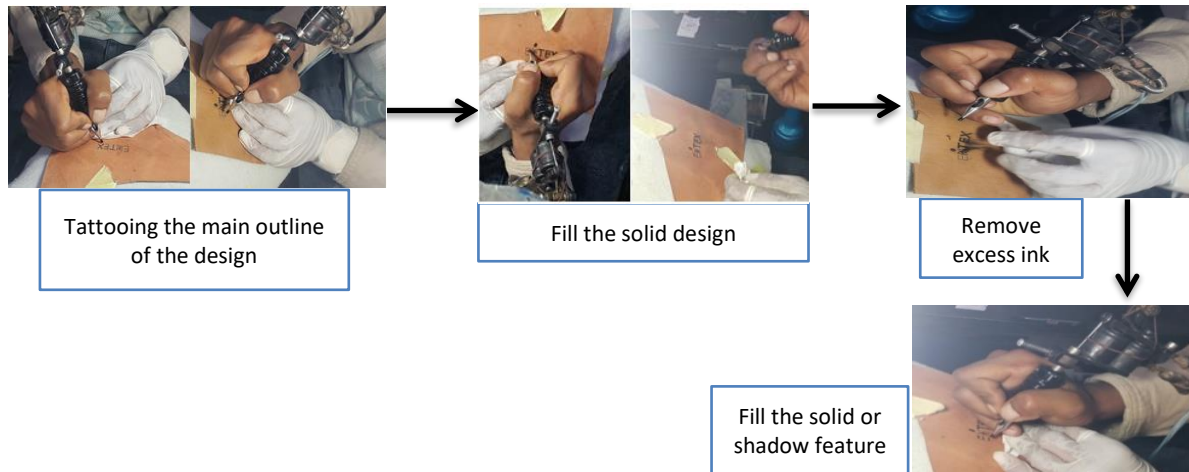 EiTEX
Tattooing the main outline
of the design
Fill the solid design
Remove
excess ink
Fill the solid or
shadow feature